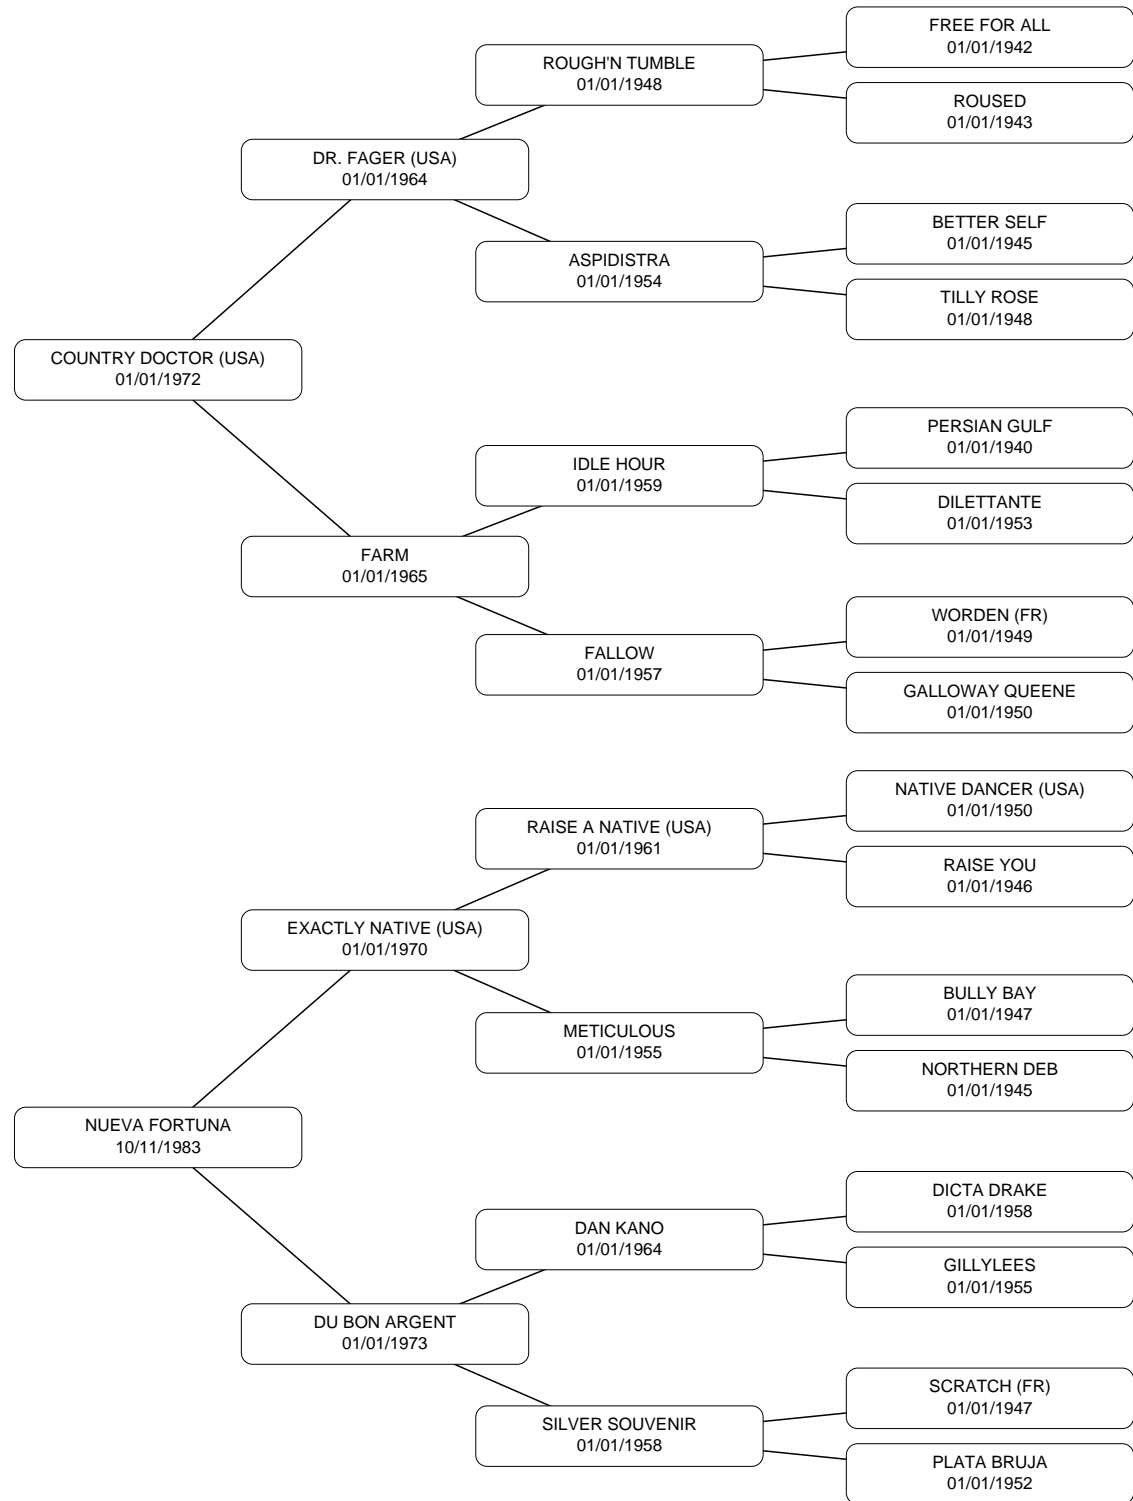 FREE FOR ALL
01/01/1942
ROUGH'N TUMBLE
01/01/1948
ROUSED
01/01/1943
DR. FAGER (USA)
01/01/1964
BETTER SELF
01/01/1945
ASPIDISTRA
01/01/1954
TILLY ROSE
01/01/1948
COUNTRY DOCTOR (USA)
01/01/1972
PERSIAN GULF
01/01/1940
IDLE HOUR
01/01/1959
DILETTANTE
01/01/1953
FARM
01/01/1965
WORDEN (FR)
01/01/1949
FALLOW
01/01/1957
GALLOWAY QUEENE
01/01/1950
NATIVE DANCER (USA)
01/01/1950
RAISE A NATIVE (USA)
01/01/1961
RAISE YOU
01/01/1946
EXACTLY NATIVE (USA)
01/01/1970
BULLY BAY
01/01/1947
METICULOUS
01/01/1955
NORTHERN DEB
01/01/1945
NUEVA FORTUNA
10/11/1983
DICTA DRAKE
01/01/1958
DAN KANO
01/01/1964
GILLYLEES
01/01/1955
DU BON ARGENT
01/01/1973
SCRATCH (FR)
01/01/1947
SILVER SOUVENIR
01/01/1958
PLATA BRUJA
01/01/1952